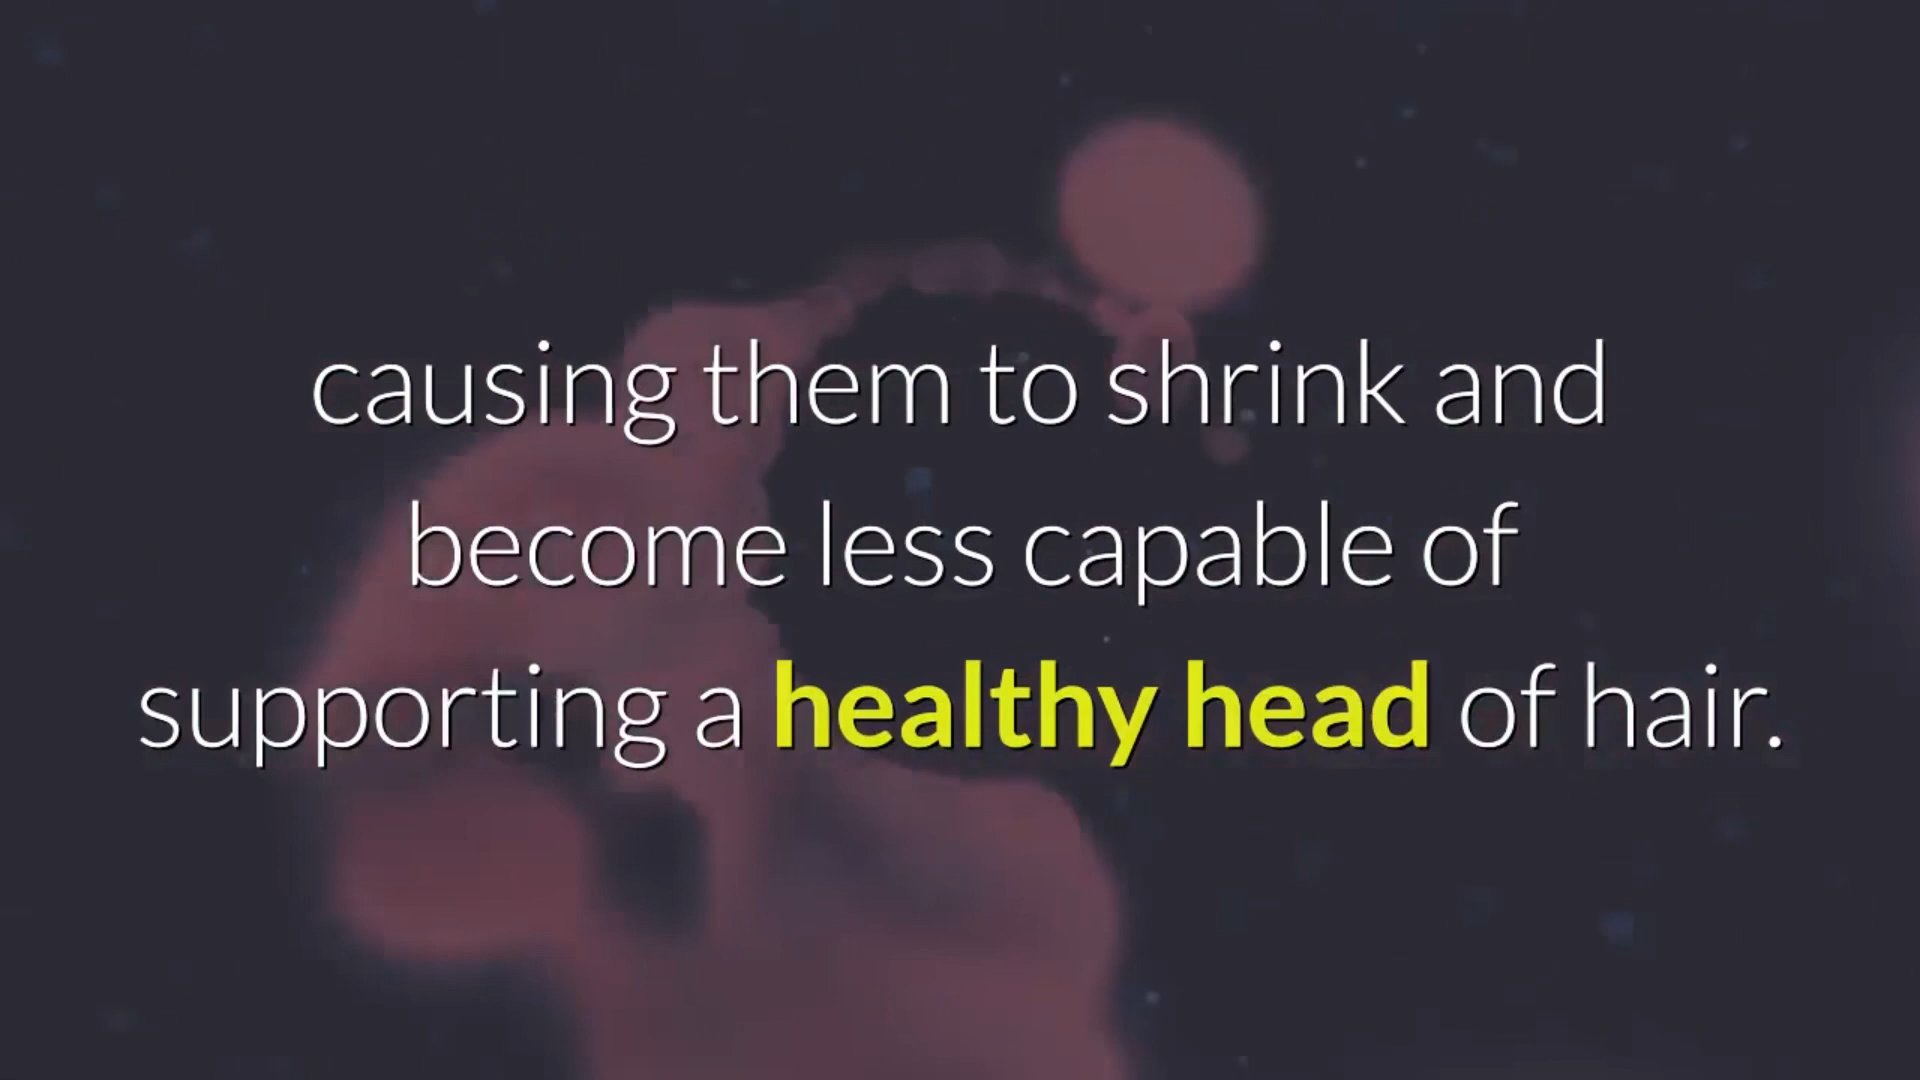 causing them to shrink and
become less capable of
supporting a healthy head of hair.